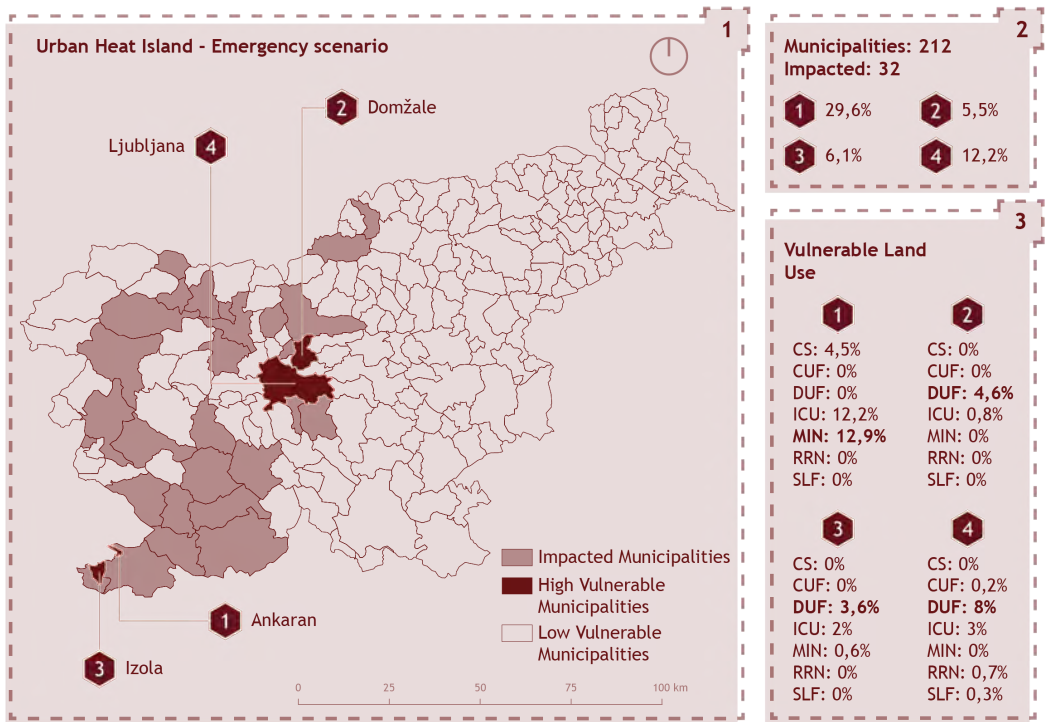 1
Urban Heat Island - Emergency scenario
2 Domžale
Ljubljana 4
Impacted Municipalities
High Vulnerable
Municipalities
Low Vulnerable
Municipalities
1 Ankaran
3 Izola
0 25 50 75 100 km
2
Municipalities: 212
Impacted: 32
1 29,6% 2 5,5%
3 6,1% 4 12,2%
3
Vulnerable Land
Use
1
CS: 4,5%
CUF: 0%
DUF: 0%
ICU: 12,2%
MIN: 12,9%
RRN: 0%
SLF: 0%
2
CS: 0%
CUF: 0%
DUF: 4,6%
ICU: 0,8%
MIN: 0%
RRN: 0%
SLF: 0%
3
CS: 0%
CUF: 0%
DUF: 3,6%
ICU: 2%
MIN: 0,6%
RRN: 0%
SLF: 0%
4
CS: 0%
CUF: 0,2%
DUF: 8%
ICU: 3%
MIN: 0%
RRN: 0,7%
SLF: 0,3%